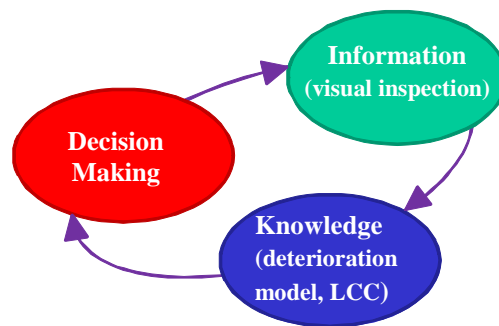 Information
(visual inspection)
Decision
Making
Knowledge
(deterioration
model, LCC)